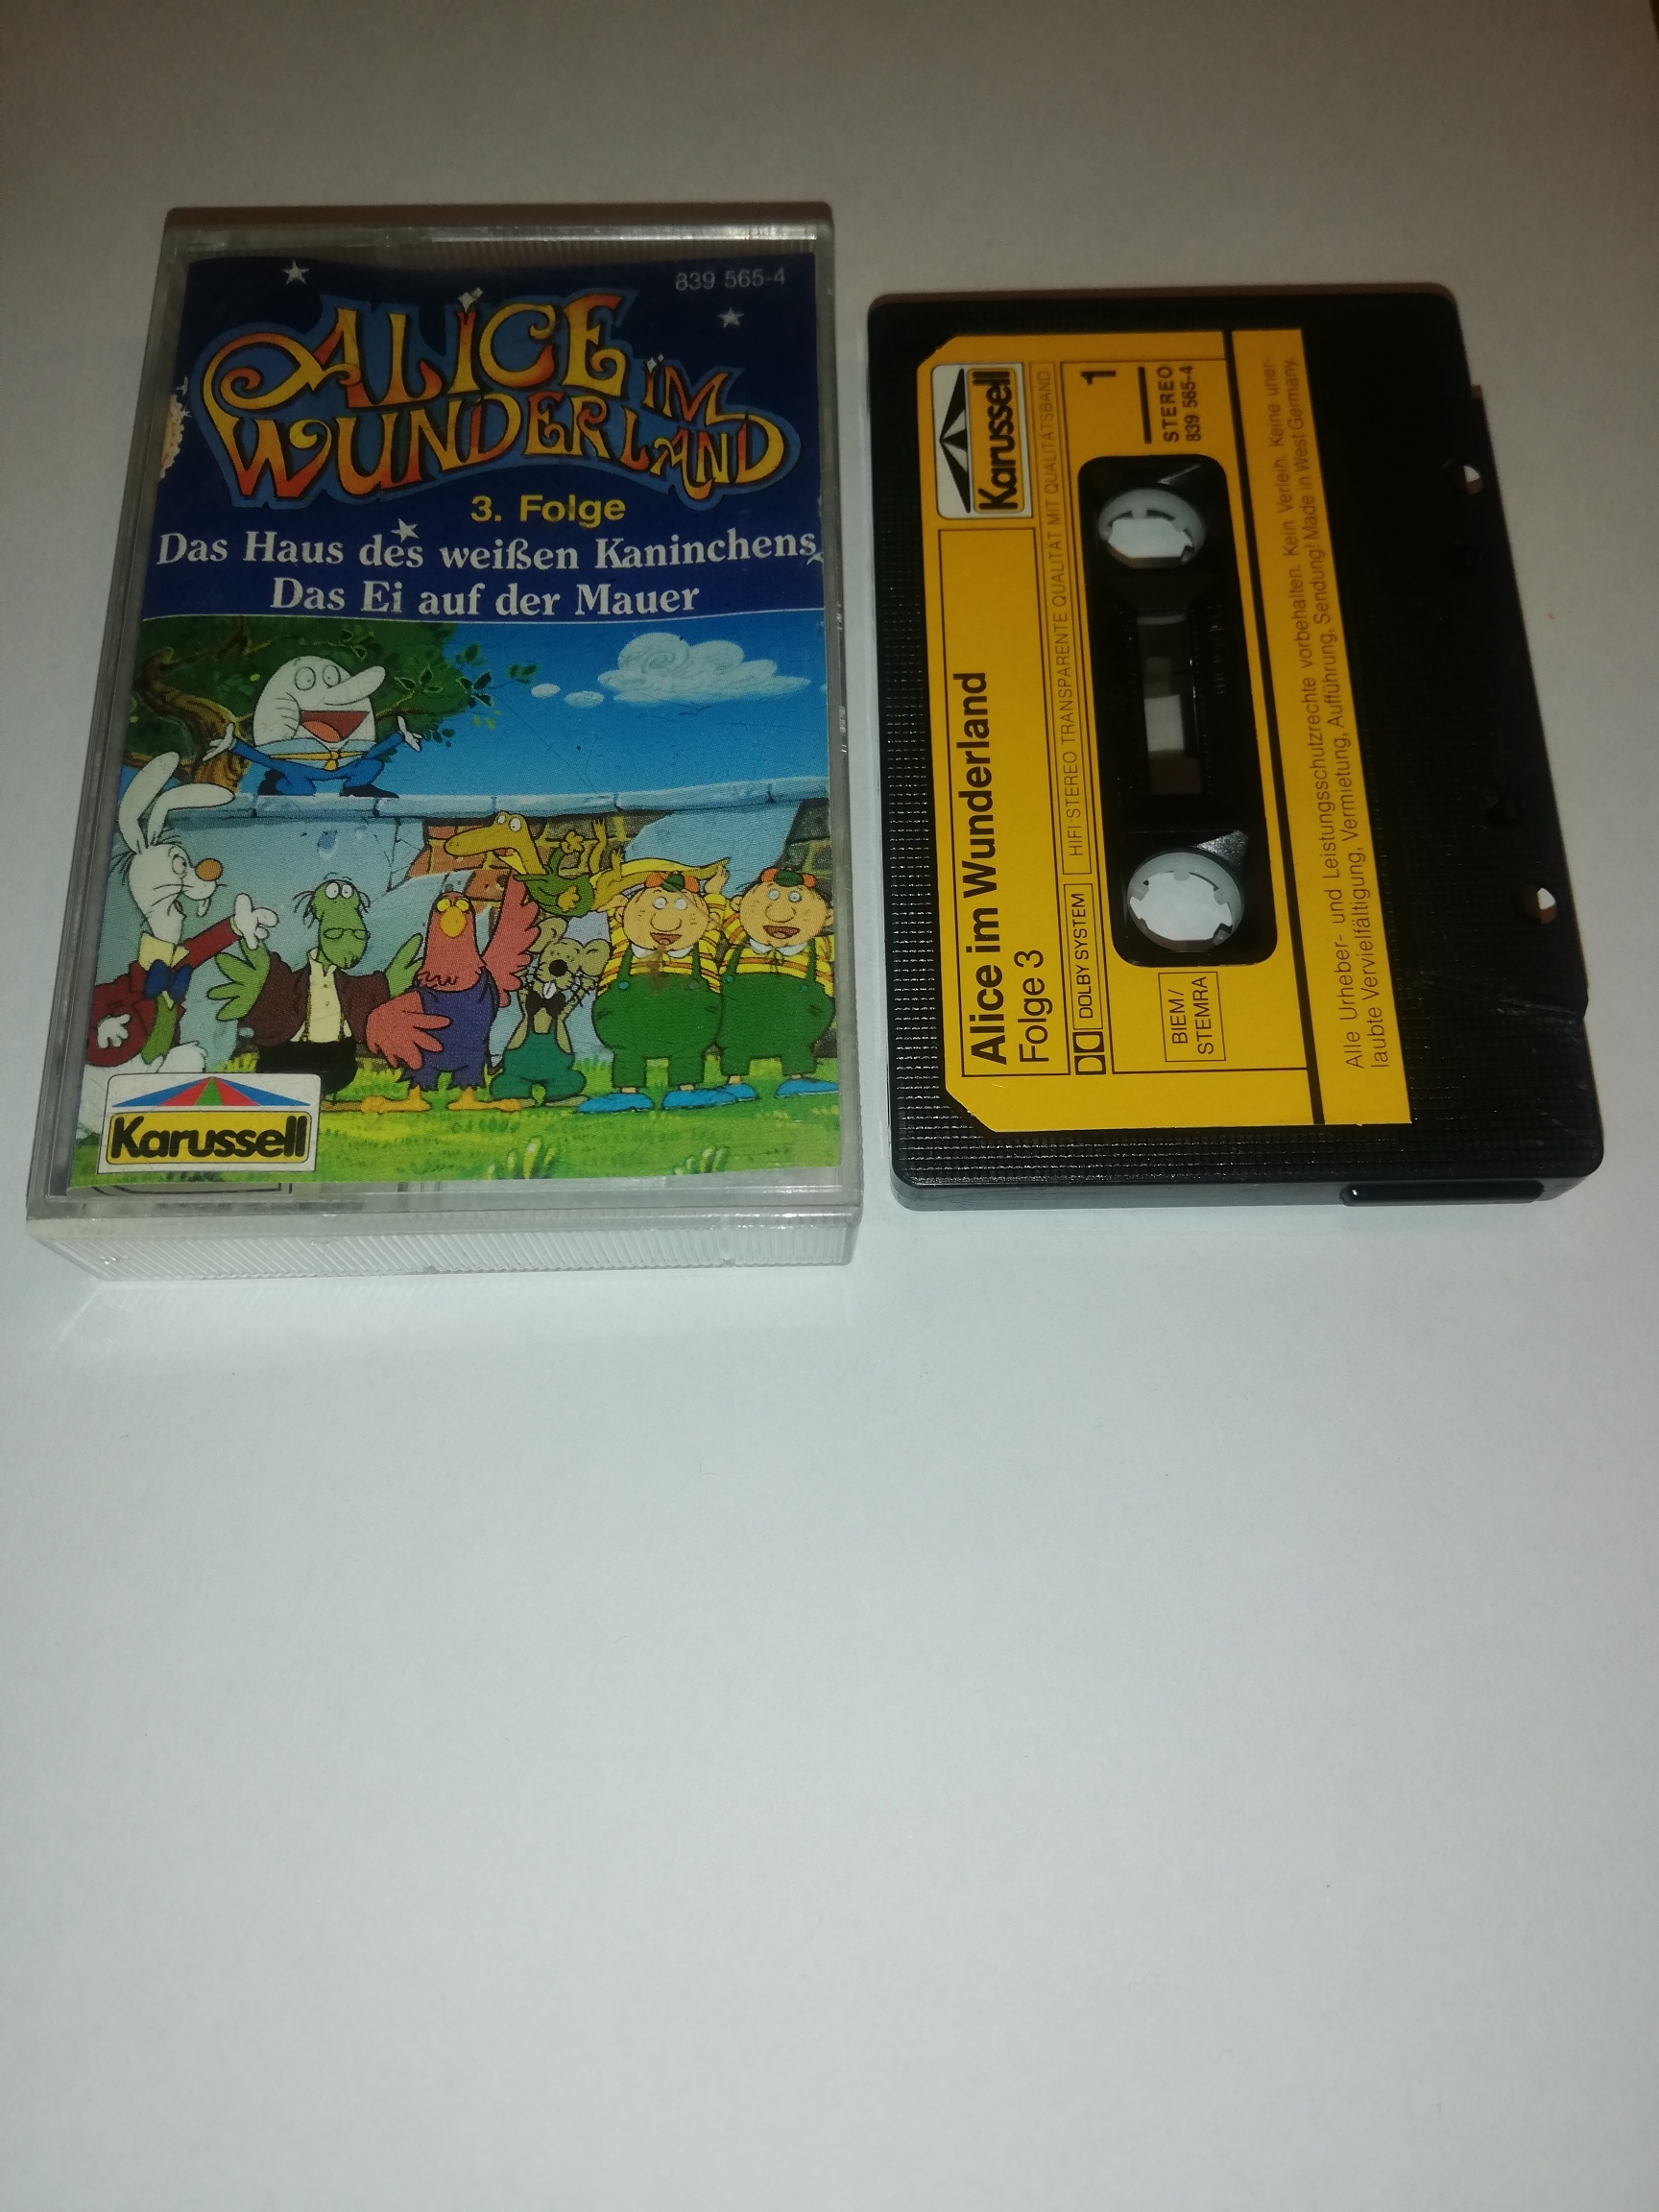 839 565-4
ALICE IM
WUNDERLAND
3. Folge
Das Haus des weißen Kaninchens
Das Ei auf der Mauer
Karussell
Karussell
Alice im Wunderland
Folge 3
DOLBY SYSTEM
HIFI-STEREO TRANSPARENTE QUALITÄT MIT QUALITÄTSBAND
1
STEREO
839 565-4
BIEM/
STEMRA
Alle Urheber- und Leistungsschutzrechte vorbehalten. Kein Verleih. Keine uner-
laubte Vervielfältigung, Vermietung, Aufführung, Sendung! Made in West Germany